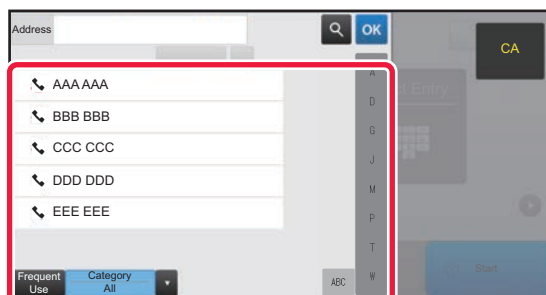 Address
OK
CA
AAA AAA
BBB BBB
CCC CCC
DDD DDD
EEE EEE
A
D
G
J
M
P
T
W
Entry
Frequent
Use
Category
All
ABC
Start